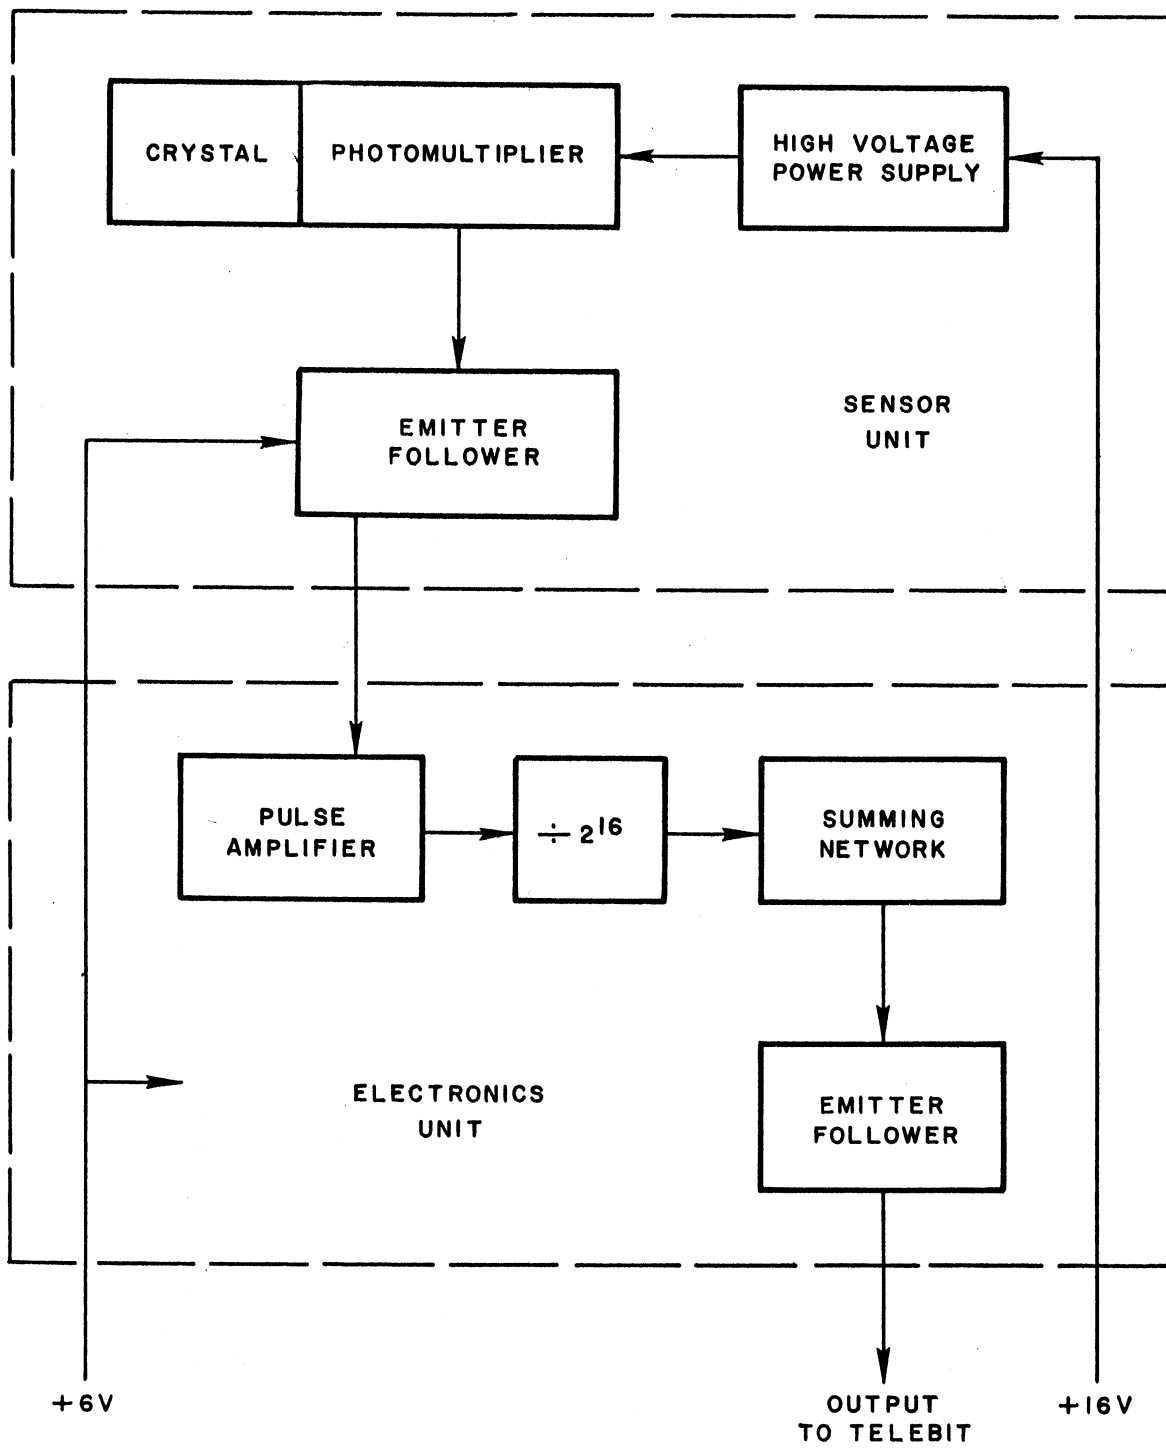 CRYSTAL
PHOTOMULTIPLIER
HIGH VOLTAGE
POWER SUPPLY
EMITTER
FOLLOWER
SENSOR
UNIT
PULSE
AMPLIFIER
÷ 2¹⁶
SUMMING
NETWORK
ELECTRONICS
UNIT
EMITTER
FOLLOWER
+6V
OUTPUT
TO TELEBIT
+16V